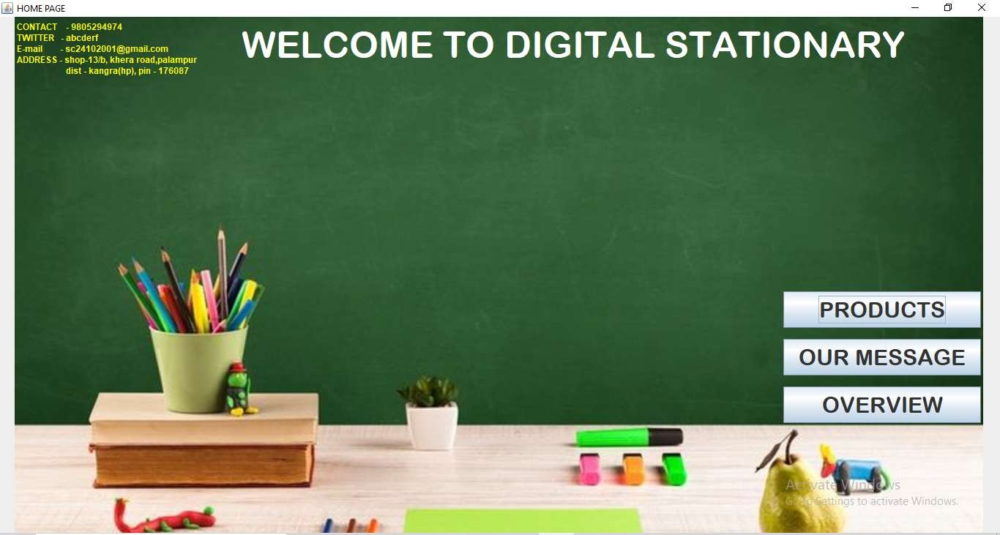 HOME PAGE
CONTACT - 9805294974
TWITTER - abcderf
E-mail - sc24102001@gmail.com
ADDRESS - shop-13/b, khera road,palampur
dist - kangra(hp), pin - 176087
WELCOME TO DIGITAL STATIONARY
PRODUCTS
OUR MESSAGE
OVERVIEW
Activate Windows
Go to Settings to activate Windows.